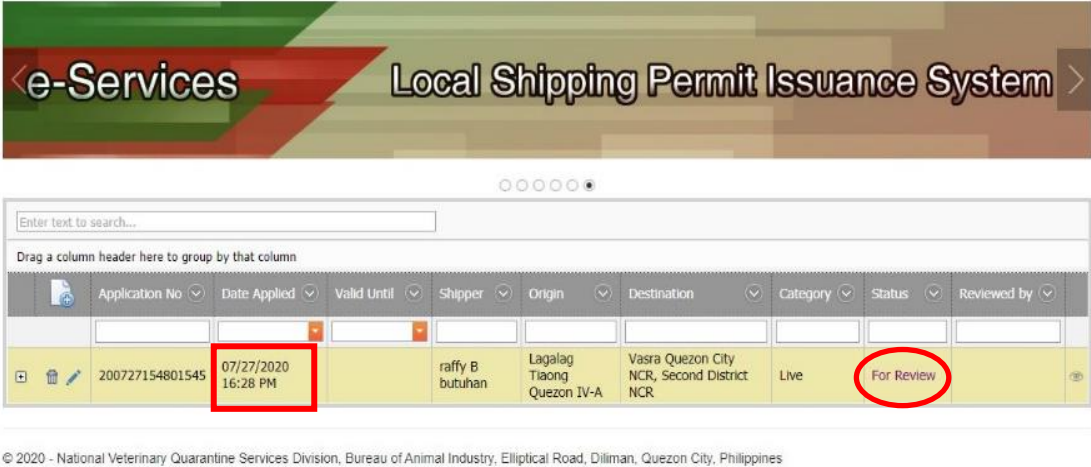 e-Services
Local Shipping Permit Issuance System
Enter text to search...
Drag a column header here to group by that column
Application No
Date Applied
Valid Until
Shipper
Origin
Destination
Category
Status
Reviewed by
200727154801545
07/27/2020
16:28 PM
raffy B
butuhan
Lagalag
Tiaong
Quezon IV-A
Vasra Quezon City
NCR, Second District
NCR
Live
For Review
© 2020 - National Veterinary Quarantine Services Division, Bureau of Animal Industry, Elliptical Road, Diliman, Quezon City, Philippines